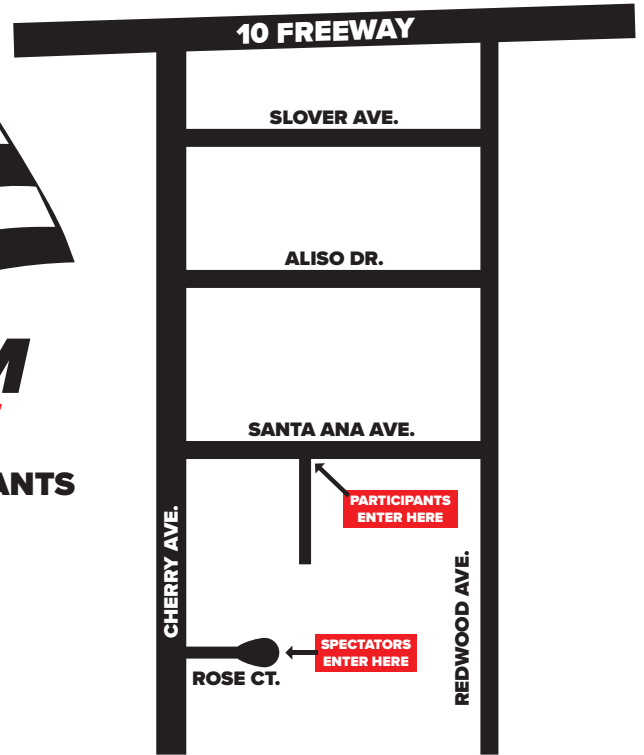 10 FREEWAY
SLOVER AVE.
ALISO DR.
SANTA ANA AVE.
PARTICIPANTS
ENTER HERE
CHERRY AVE.
REDWOOD AVE.
SPECTATORS
ENTER HERE
ROSE CT.
M
ANTS